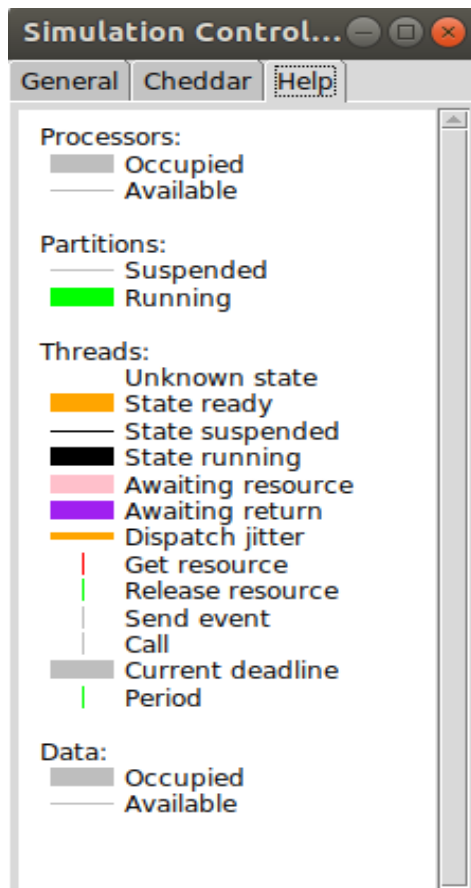 Simulation Control...
General Cheddar Help
Processors:
Occupied
Available
Partitions:
Suspended
Running
Threads:
Unknown state
State ready
State suspended
State running
Awaiting resource
Awaiting return
Dispatch jitter
Get resource
Release resource
Send event
Call
Current deadline
Period
Data:
Occupied
Available